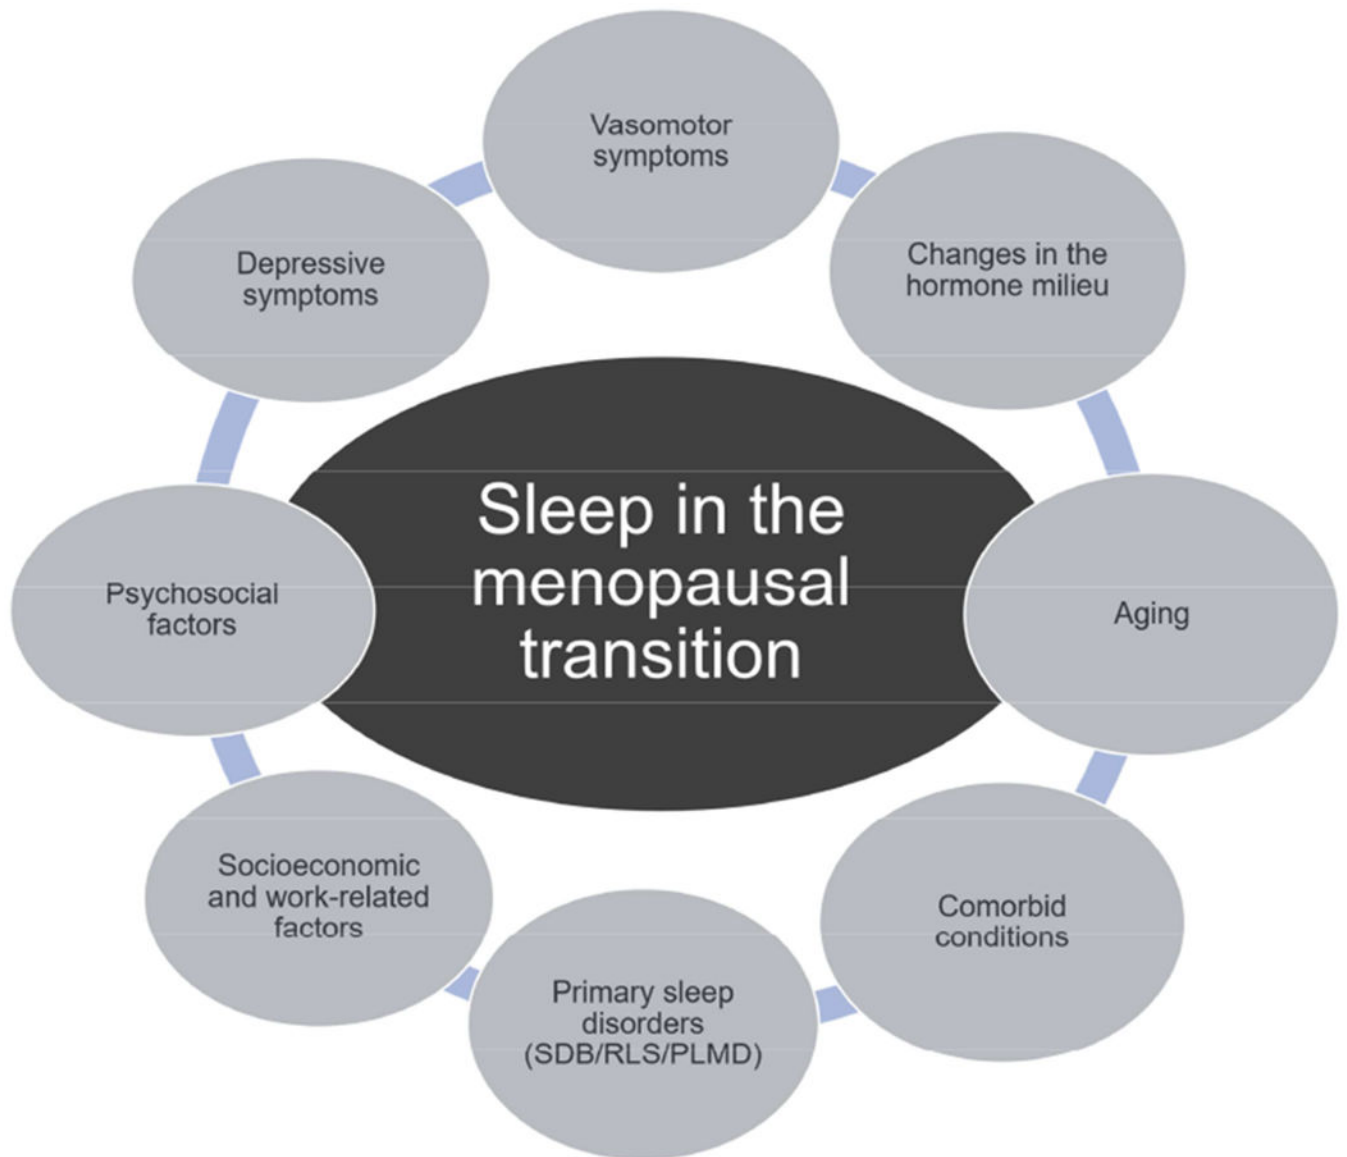 Vasomotor
symptoms
Changes in the
hormone milieu
Depressive
symptoms
Sleep in the
menopausal
transition
Psychosocial
factors
Aging
Socioeconomic
and work-related
factors
Comorbid
conditions
Primary sleep
disorders
(SDB/RLS/PLMD)